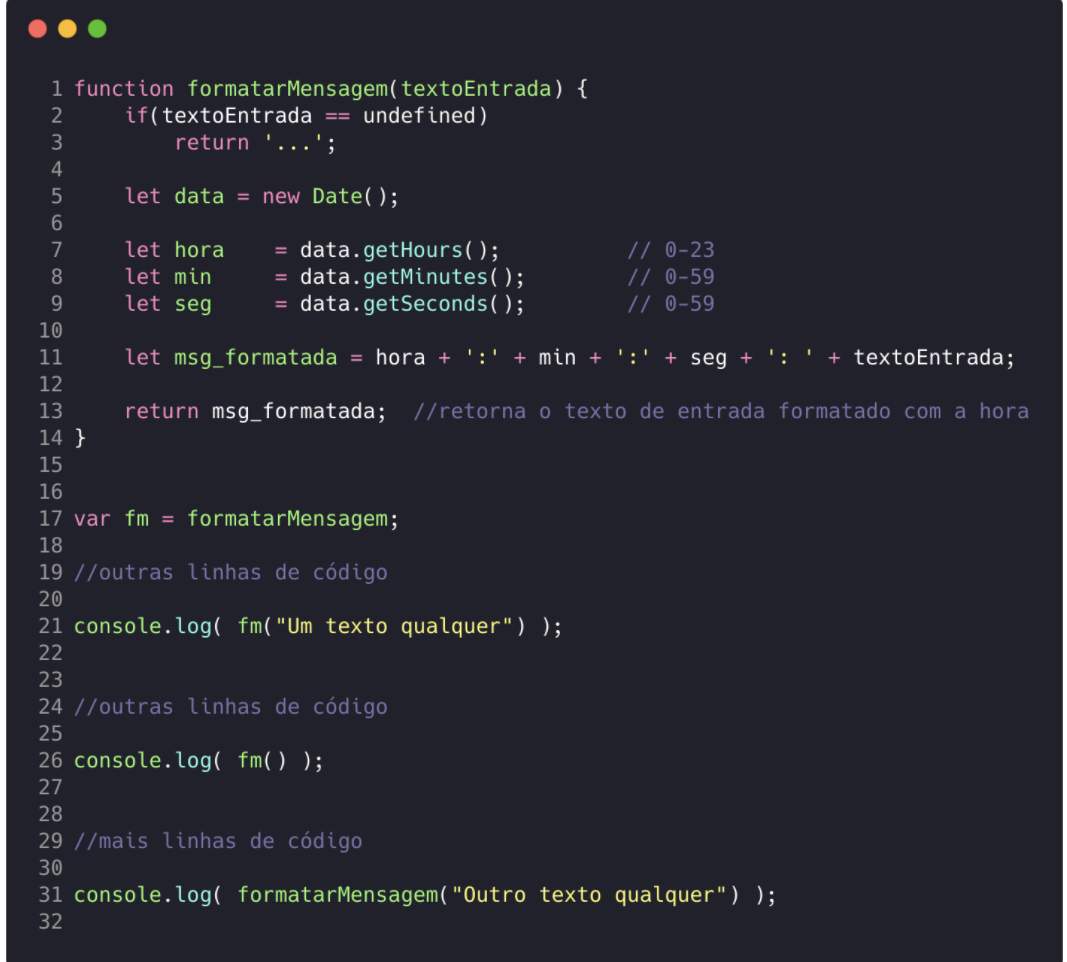 1 function formatarMensagem(textoEntrada) {
2     if(textoEntrada == undefined)
3         return '...';
4
5     let data = new Date();
6
7     let hora    = data.getHours();          // 0-23
8     let min     = data.getMinutes();        // 0-59
9     let seg     = data.getSeconds();        // 0-59
10
11     let msg_formatada = hora + ':' + min + ':' + seg + ': ' + textoEntrada;
12
13     return msg_formatada;  //retorna o texto de entrada formatado com a hora
14 }
15
16
17 var fm = formatarMensagem;
18
19 //outras linhas de código
20
21 console.log( fm("Um texto qualquer") );
22
23
24 //outras linhas de código
25
26 console.log( fm() );
27
28
29 //mais linhas de código
30
31 console.log( formatarMensagem("Outro texto qualquer") );
32